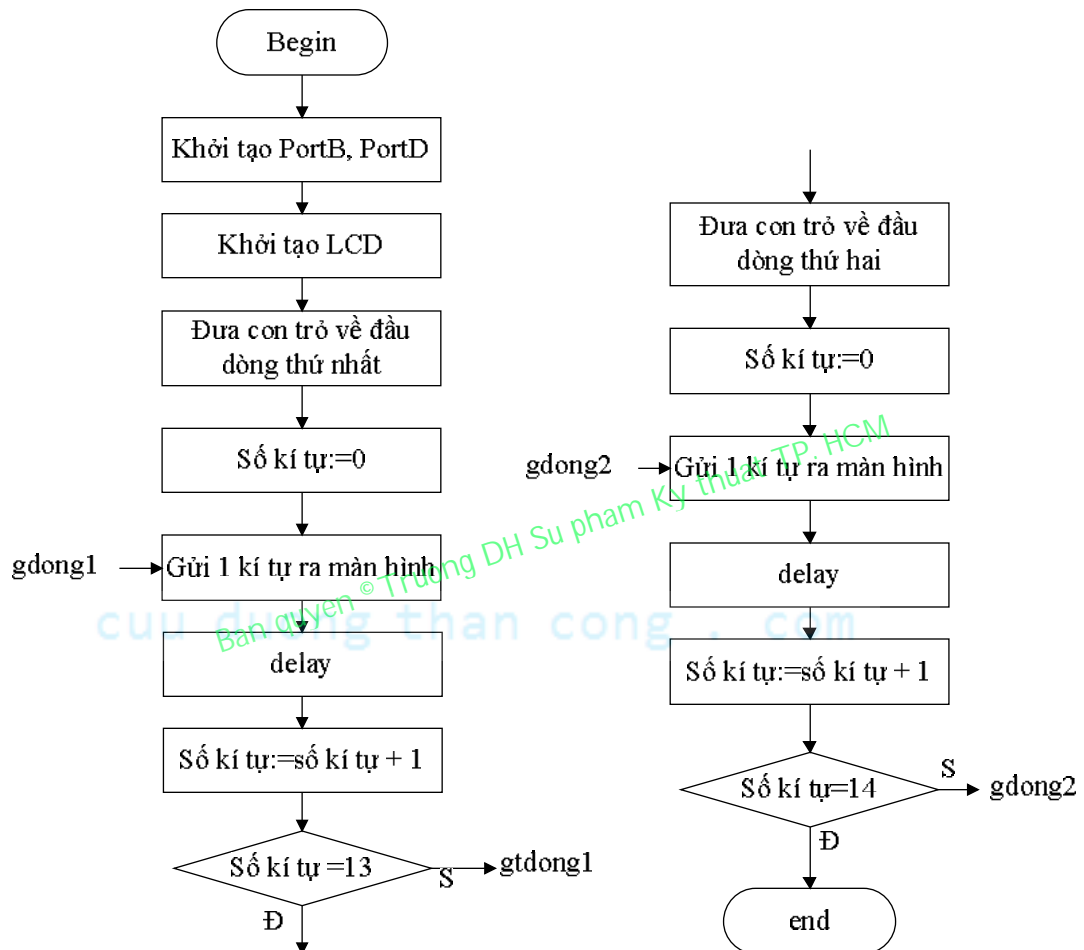 Begin
Khởi tạo PortB, PortD
Khởi tạo LCD
Đưa con trỏ về đầu
dòng thứ nhất
Số kí tự:=0
gdong1
Gửi 1 kí tự ra màn hình
delay
Số kí tự:=số kí tự + 1
Số kí tự =13
S
gtdong1
Đ
Đưa con trỏ về đầu
dòng thứ hai
Số kí tự:=0
gdong2
Gửi 1 kí tự ra màn hình
delay
Số kí tự:=số kí tự + 1
Số kí tự=14
S
gdong2
Đ
end
Ban quyen © Truong DH Su pham Ky thuat TP. HCM
cuu duong than cong . com